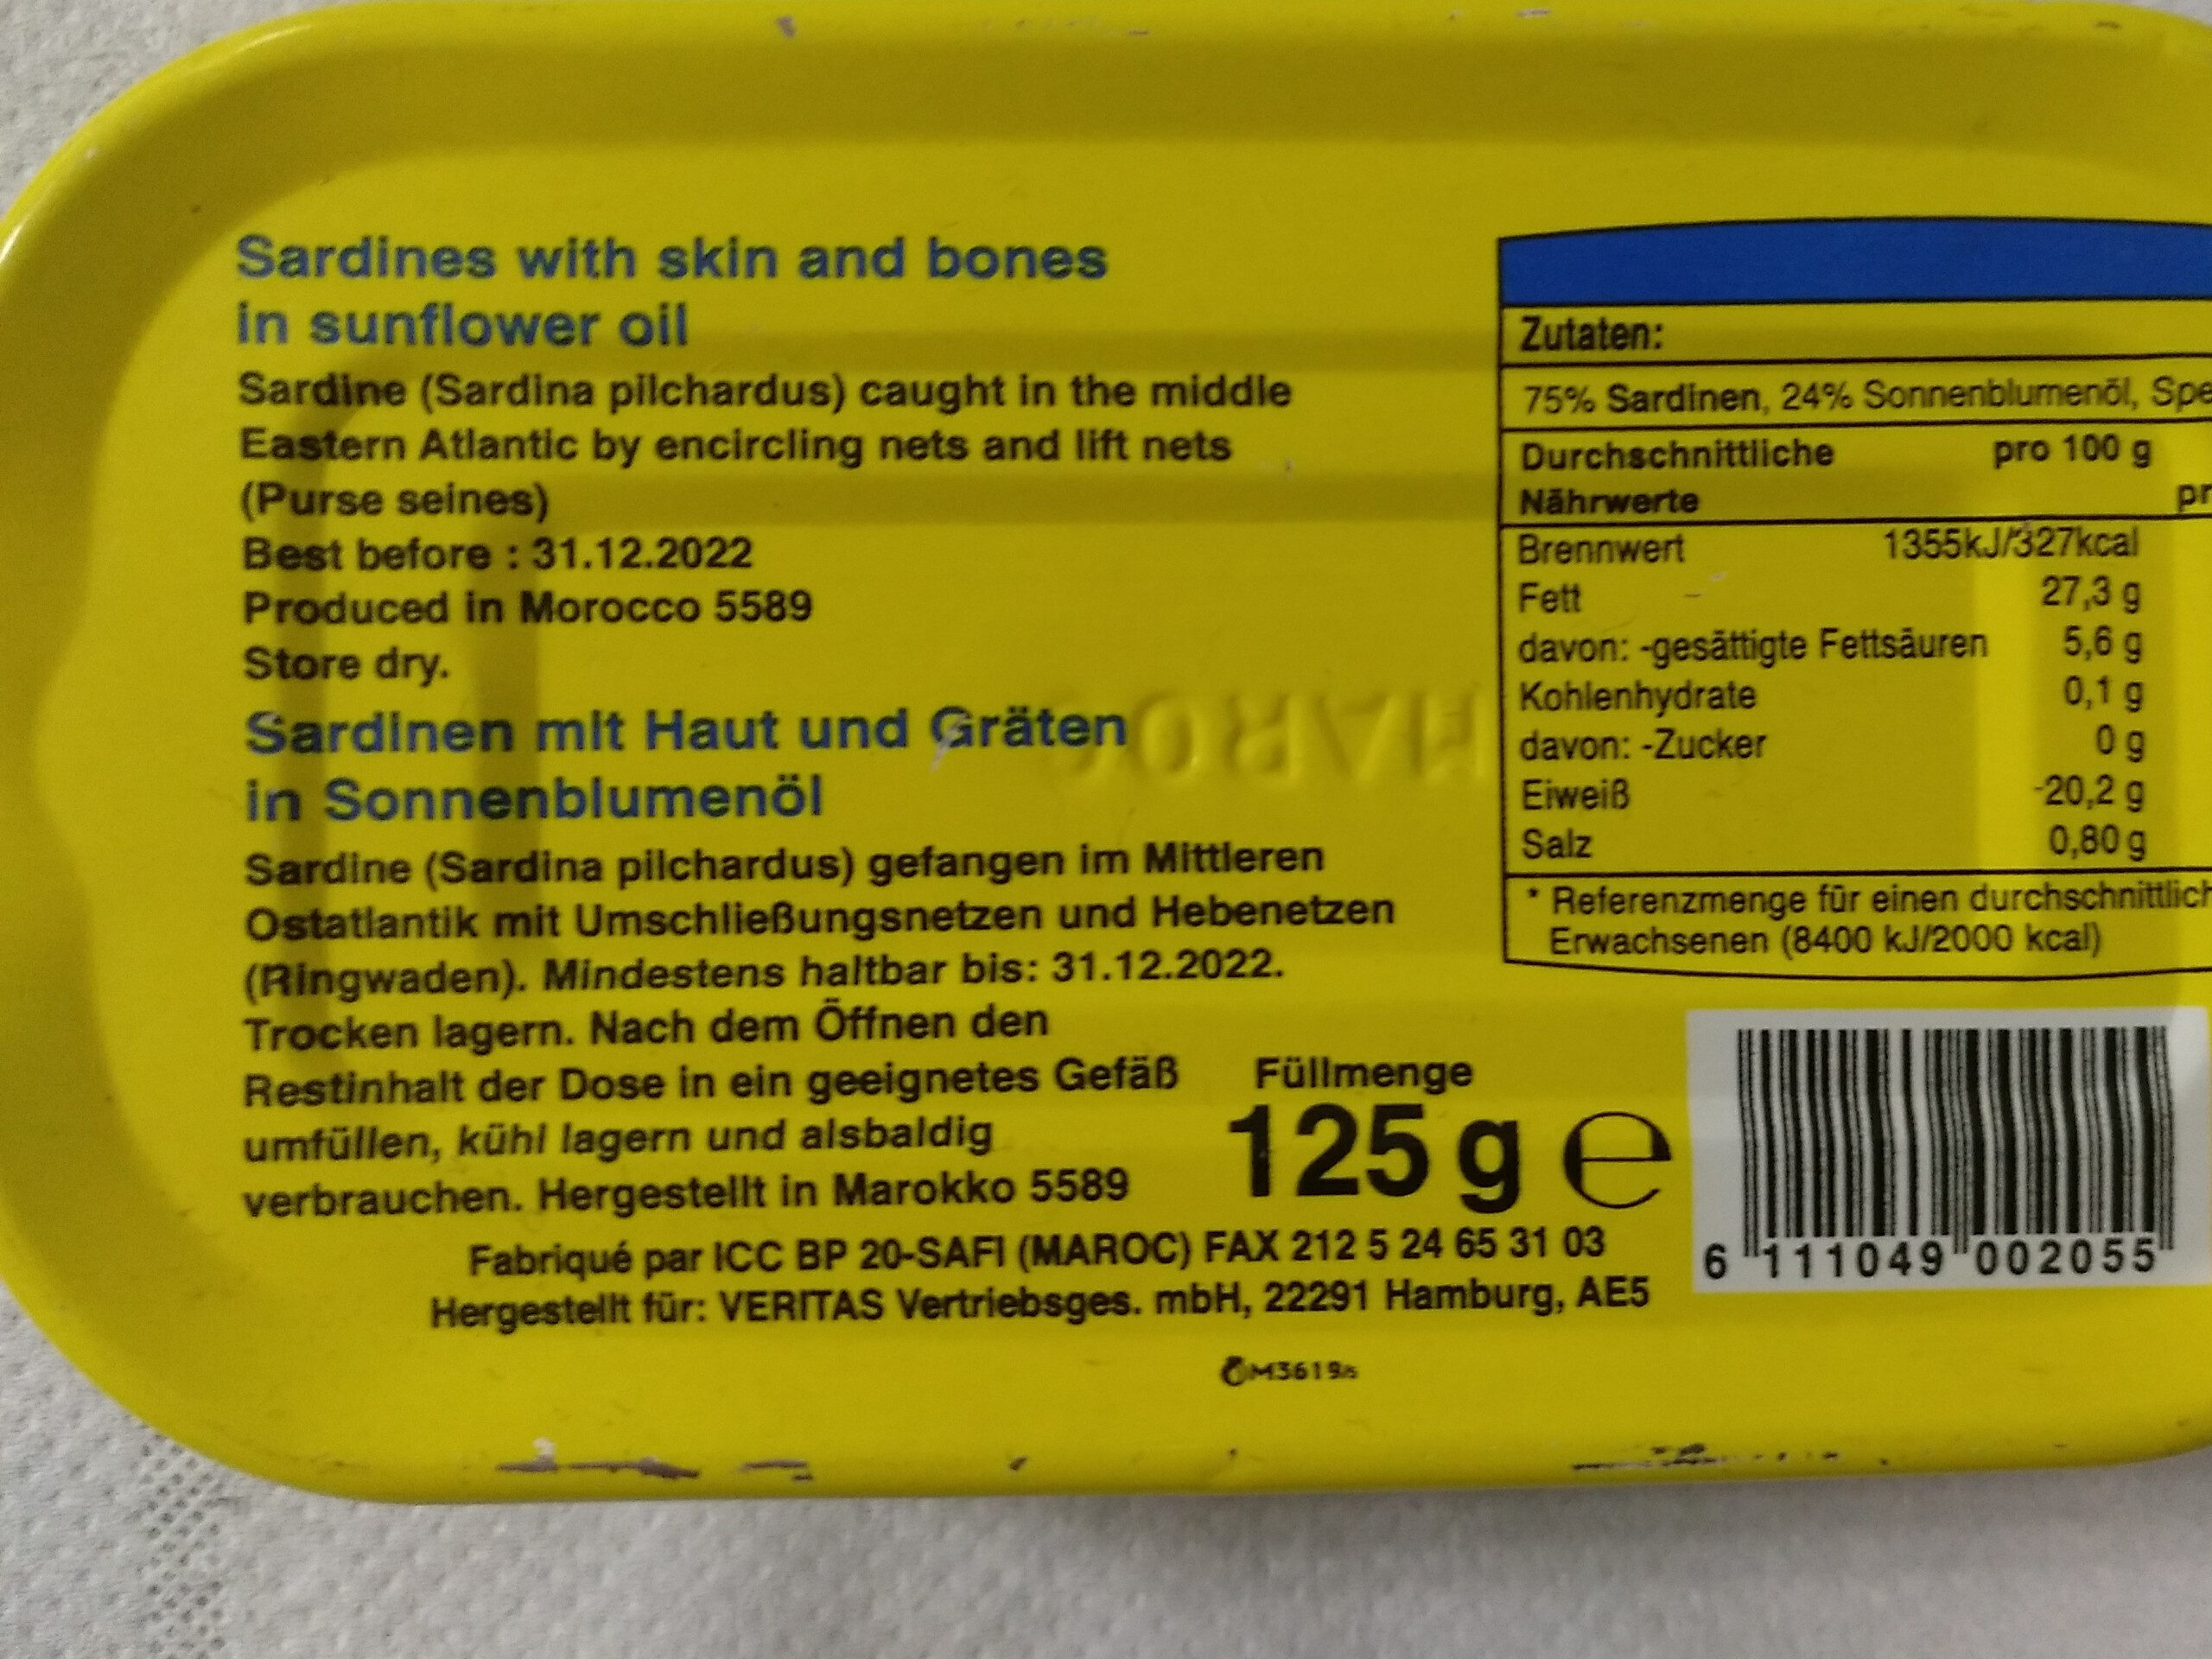 Sardines with skin and bones
in sunflower oil
Sardine (Sardina pilchardus) caught in the middle
Eastern Atlantic by encircling nets and lift nets
(Purse seines)
Best before : 31.12.2022
Produced in Morocco 5589
Store dry.
Sardinen mit Haut und Gräten
in Sonnenblumenöl
Sardine (Sardina pilchardus) gefangen im Mittleren
Ostatlantik mit Umschließungsnetzen und Hebenetzen
(Ringwaden). Mindestens haltbar bis: 31.12.2022.
Trocken lagern. Nach dem Öffnen den
Restinhalt der Dose in ein geeignetes Gefäß
umfüllen, kühl lagern und alsbaldig
verbrauchen. Hergestellt in Marokko 5589
Füllmenge
125 g ℮
Fabriqué par ICC BP 20-SAFI (MAROC) FAX 212 5 24 65 31 03
Hergestellt für: VERITAS Vertriebsges. mbH, 22291 Hamburg, AE5
MAROC
Zutaten:
75% Sardinen, 24% Sonnenblumenöl, Spe
Durchschnittliche pro 100 g
Nährwerte pr
Brennwert 1355kJ/327kcal
Fett 27,3 g
davon: -gesättigte Fettsäuren 5,6 g
Kohlenhydrate 0,1 g
davon: -Zucker 0 g
Eiweiß -20,2 g
Salz 0,80 g
* Referenzmenge für einen durchschnittlich
Erwachsenen (8400 kJ/2000 kcal)
6 111049 002055